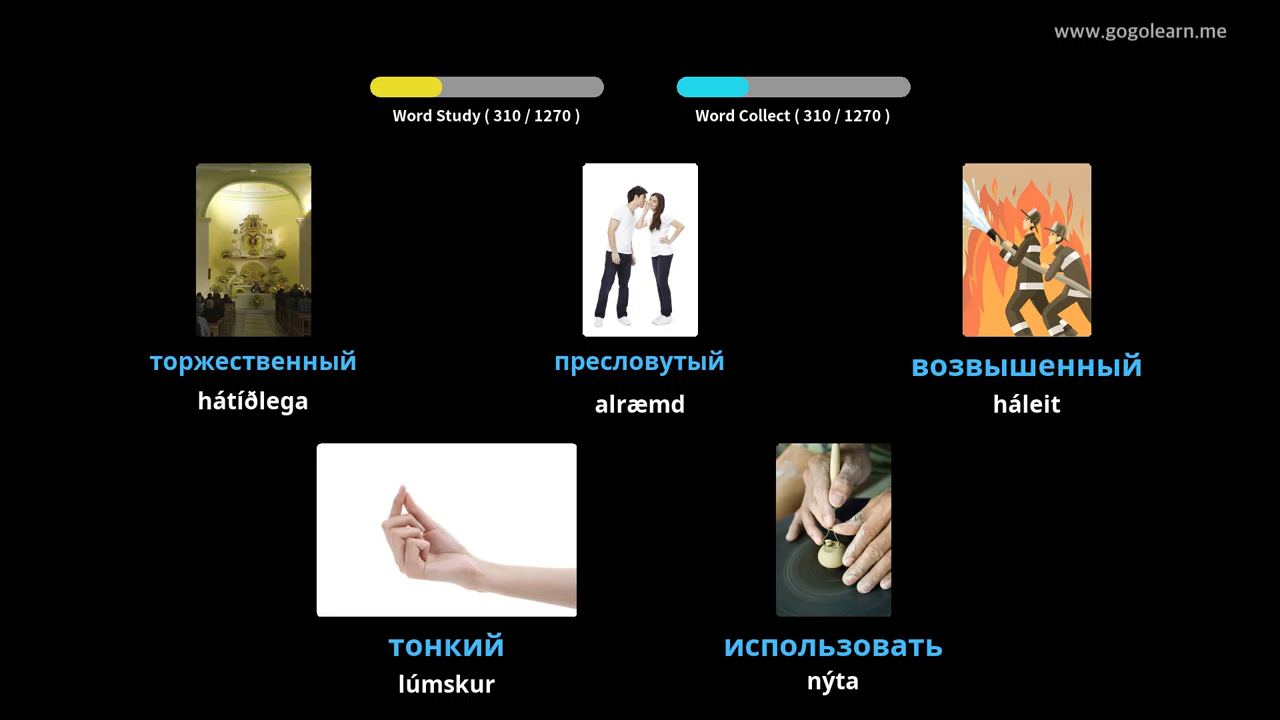 www.gogolearn.me
Word Study ( 310 / 1270 )
Word Collect ( 310 / 1270 )
торжественный
hátíðlega
пресловутый
alræmd
возвышенный
háleit
тонкий
lúmskur
использовать
nýta